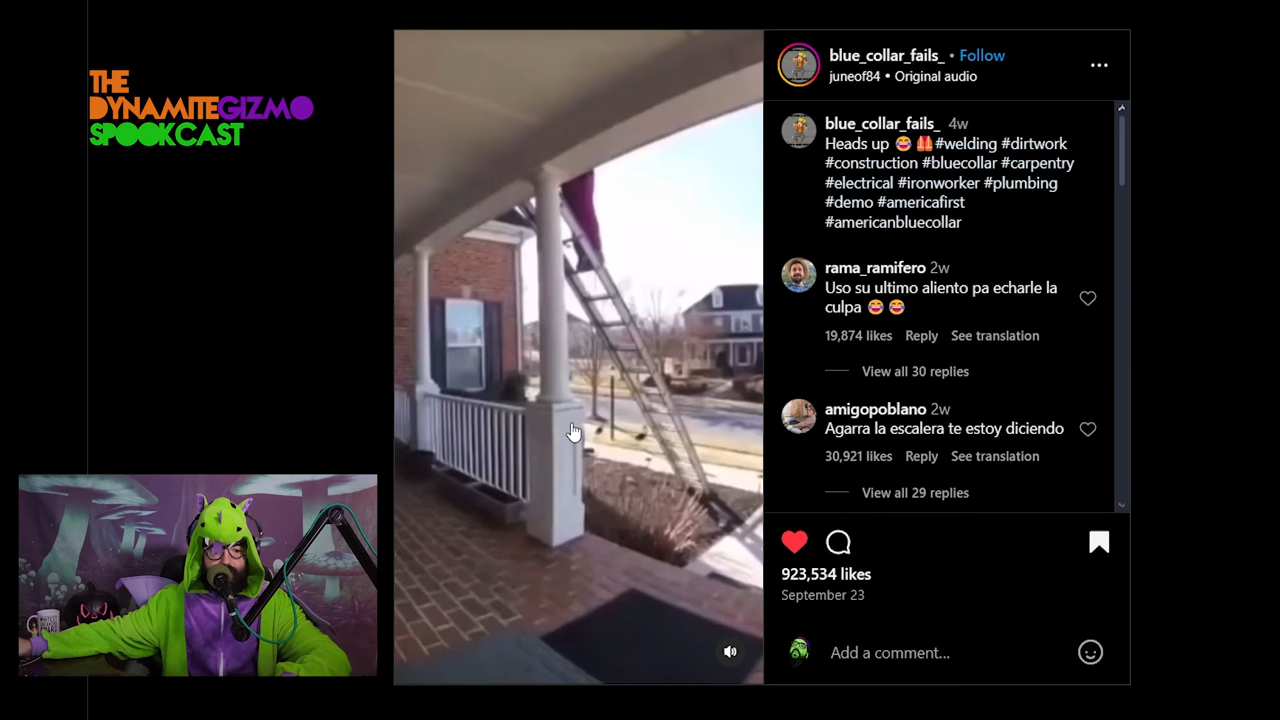 THE
DYNAMITEGIZMO
SPOOKCAST
blue_collar_fails_ • Follow
juneof84 • Original audio
blue_collar_fails_ 4w
Heads up 😂 🦺#welding #dirtwork
#construction #bluecollar #carpentry
#electrical #ironworker #plumbing
#demo #americafirst
#americanbluecollar
rama_ramifero 2w
Uso su ultimo aliento pa echarle la
culpa 😂 😂
19,874 likes Reply See translation
View all 30 replies
amigopoblano 2w
Agarra la escalera te estoy diciendo
30,921 likes Reply See translation
View all 29 replies
923,534 likes
September 23
Add a comment...